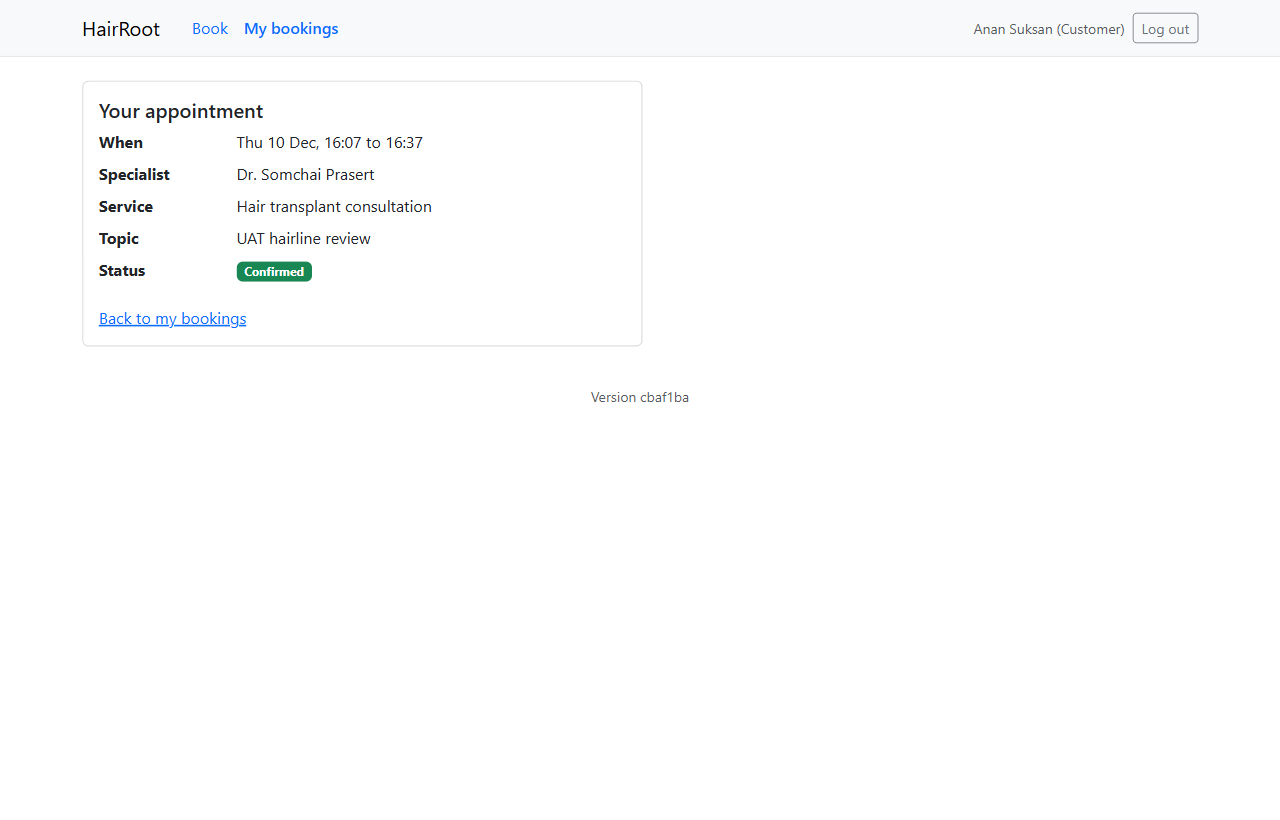 HairRoot Book My bookings Anan Suksan (Customer) Log out
Your appointment
When Thu 10 Dec, 16:07 to 16:37
Specialist Dr. Somchai Prasert
Service Hair transplant consultation
Topic UAT hairline review
Status Confirmed
Back to my bookings
Version cbaf1ba